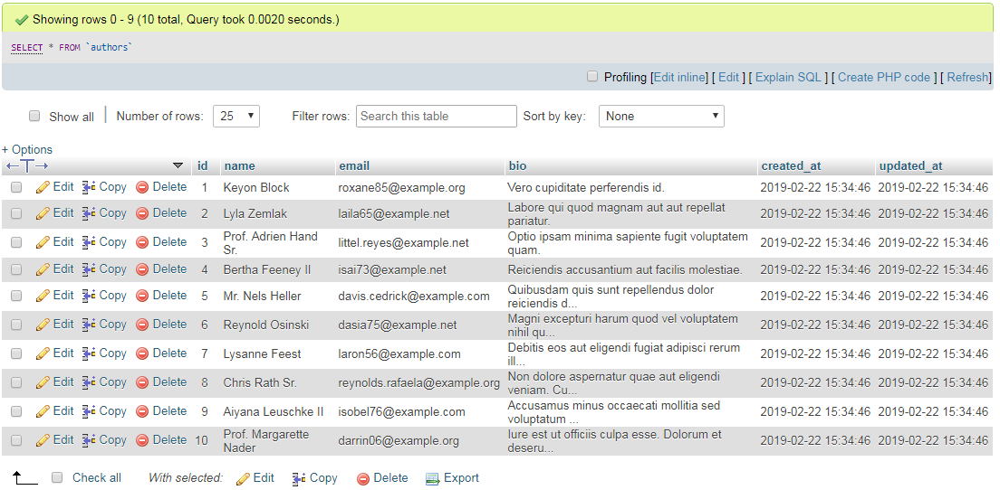 Showing rows 0 - 9 (10 total, Query took 0.0020 seconds.)
SELECT * FROM `authors`
Profiling [Edit inline] [ Edit ] [ Explain SQL ] [ Create PHP code ] [ Refresh]
Show all Number of rows: 25 Filter rows: Search this table Sort by key: None
+ Options
id name email bio created_at updated_at
Edit Copy Delete 1 Keyon Block roxane85@example.org Vero cupiditate perferendis id. 2019-02-22 15:34:46 2019-02-22 15:34:46
Edit Copy Delete 2 Lyla Zemlak laila65@example.net Labore qui quod magnam aut aut repellat
pariatur. 2019-02-22 15:34:46 2019-02-22 15:34:46
Edit Copy Delete 3 Prof. Adrien Hand
Sr. littel.reyes@example.net Optio ipsam minima sapiente fugit voluptatem
quam. 2019-02-22 15:34:46 2019-02-22 15:34:46
Edit Copy Delete 4 Bertha Feeney II isai73@example.net Reiciendis accusantium aut facilis molestiae. 2019-02-22 15:34:46 2019-02-22 15:34:46
Edit Copy Delete 5 Mr. Nels Heller davis.cedrick@example.com Quibusdam quis sunt repellendus dolor
reiciendis d... 2019-02-22 15:34:46 2019-02-22 15:34:46
Edit Copy Delete 6 Reynold Osinski dasia75@example.net Magni excepturi harum quod vel voluptatem
nihil qu... 2019-02-22 15:34:46 2019-02-22 15:34:46
Edit Copy Delete 7 Lysanne Feest laron56@example.com Debitis eos aut eligendi fugiat adipisci rerum
ill... 2019-02-22 15:34:46 2019-02-22 15:34:46
Edit Copy Delete 8 Chris Rath Sr. reynolds.rafaela@example.org Non dolore aspernatur quae aut eligendi
veniam. Cu... 2019-02-22 15:34:46 2019-02-22 15:34:46
Edit Copy Delete 9 Aiyana Leuschke II isobel76@example.com Accusamus minus occaecati mollitia sed
voluptatum ... 2019-02-22 15:34:46 2019-02-22 15:34:46
Edit Copy Delete 10 Prof. Margarette
Nader darrin06@example.org Iure est ut officiis culpa esse. Dolorum et
deseru... 2019-02-22 15:34:46 2019-02-22 15:34:46
Check all With selected: Edit Copy Delete Export